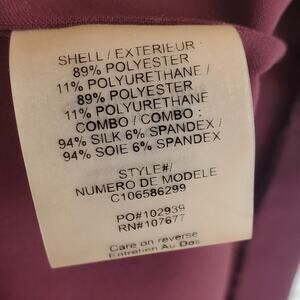 SHELL / EXTERIEUR
89% POLYESTER
11% POLYURETHANE /
89% POLYESTER
11% POLYURETHANE
COMBO / COMBO :
94% SILK 6% SPANDEX /
94% SOIE 6% SPANDEX
STYLE#/
NUMERO DE MODELE
C106586299
PO#102939
RN#107677
Care on reverse
Entretien Au Dos